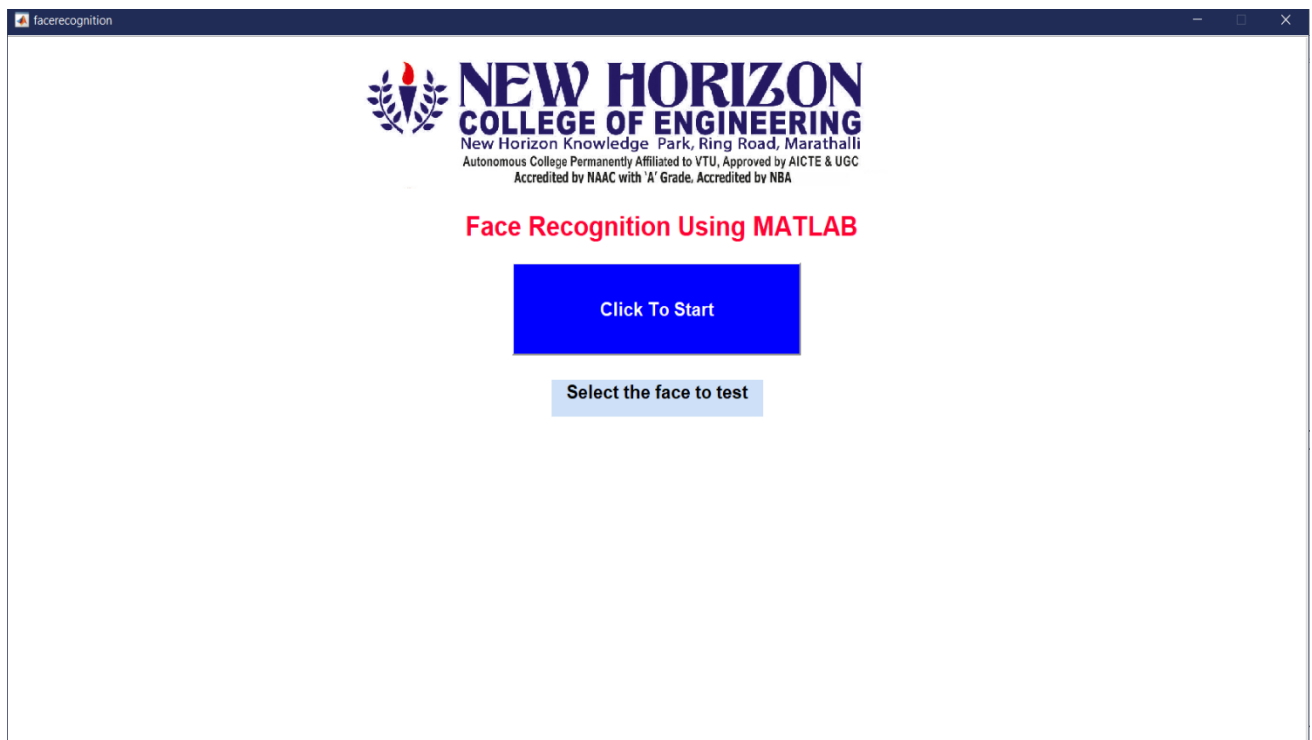 facerecognition
NEW HORIZON
COLLEGE OF ENGINEERING
New Horizon Knowledge Park, Ring Road, Marathalli
Autonomous College Permanently Affiliated to VTU, Approved by AICTE & UGC
Accredited by NAAC with 'A' Grade, Accredited by NBA
Face Recognition Using MATLAB
Click To Start
Select the face to test